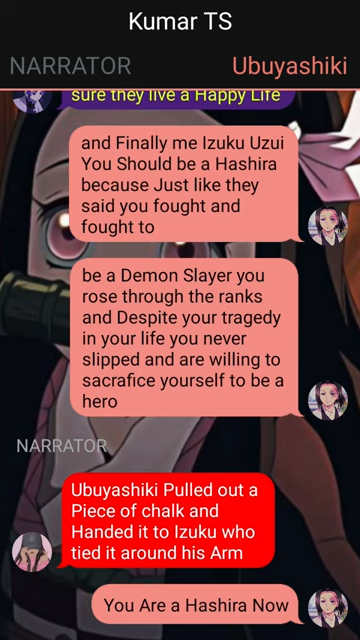 Kumar TS
NARRATOR
Ubuyashiki
sure they live a Happy Life
and Finally me Izuku Uzui
You Should be a Hashira
because Just like they
said you fought and
fought to
be a Demon Slayer you
rose through the ranks
and Despite your tragedy
in your life you never
slipped and are willing to
sacrafice yourself to be a
hero
NARRATOR
Ubuyashiki Pulled out a
Piece of chalk and
Handed it to Izuku who
tied it around his Arm
You Are a Hashira Now